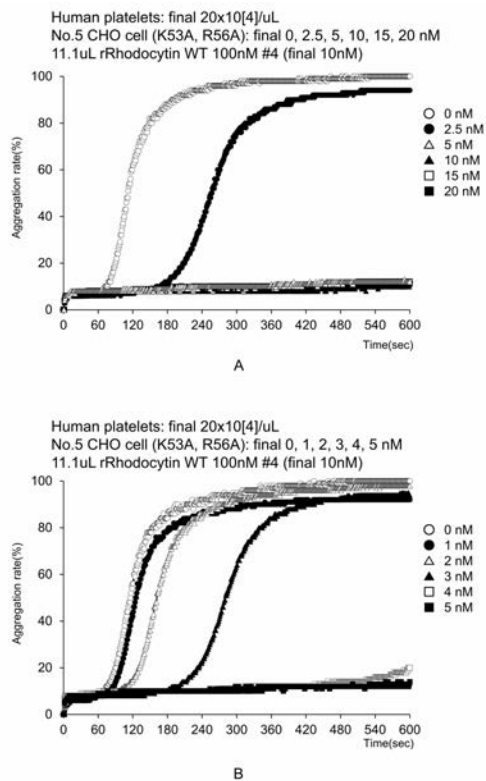 Human platelets: final 20x10[4]/uL
No.5 CHO cell (K53A, R56A): final 0, 2.5, 5, 10, 15, 20 nM
11.1uL rRhodocytin WT 100nM #4 (final 10nM)
100
80
60
40
20
0
Aggregation rate(%)
0 60 120 180 240 300 360 420 480 540 600
Time(sec)
0 nM
2.5 nM
5 nM
10 nM
15 nM
20 nM
A
Human platelets: final 20x10[4]/uL
No.5 CHO cell (K53A, R56A): final 0, 1, 2, 3, 4, 5 nM
11.1uL rRhodocytin WT 100nM #4 (final 10nM)
100
80
60
40
20
0
Aggregation rate(%)
0 60 120 180 240 300 360 420 480 540 600
Time(sec)
0 nM
1 nM
2 nM
3 nM
4 nM
5 nM
B